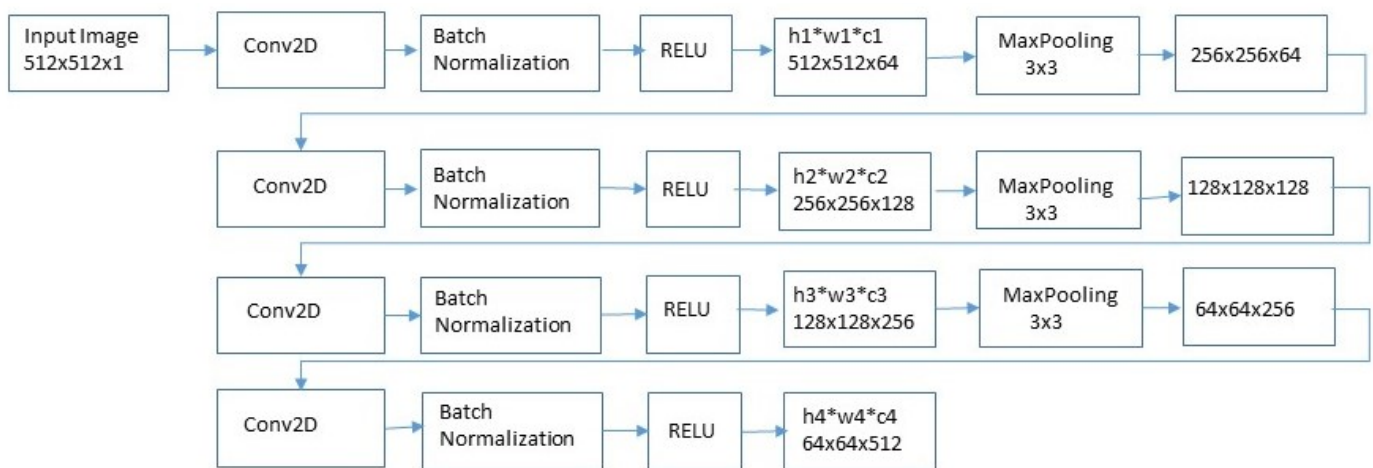 Input Image
512x512x1
Conv2D
Batch
Normalization
RELU
h1*w1*c1
512x512x64
MaxPooling
3x3
256x256x64
Conv2D
Batch
Normalization
RELU
h2*w2*c2
256x256x128
MaxPooling
3x3
128x128x128
Conv2D
Batch
Normalization
RELU
h3*w3*c3
128x128x256
MaxPooling
3x3
64x64x256
Conv2D
Batch
Normalization
RELU
h4*w4*c4
64x64x512